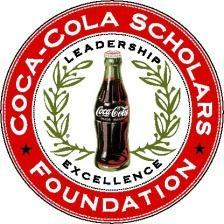 COCA-COLA SCHOLARS
LEADERSHIP
Coca-Cola
EXCELLENCE
FOUNDATION